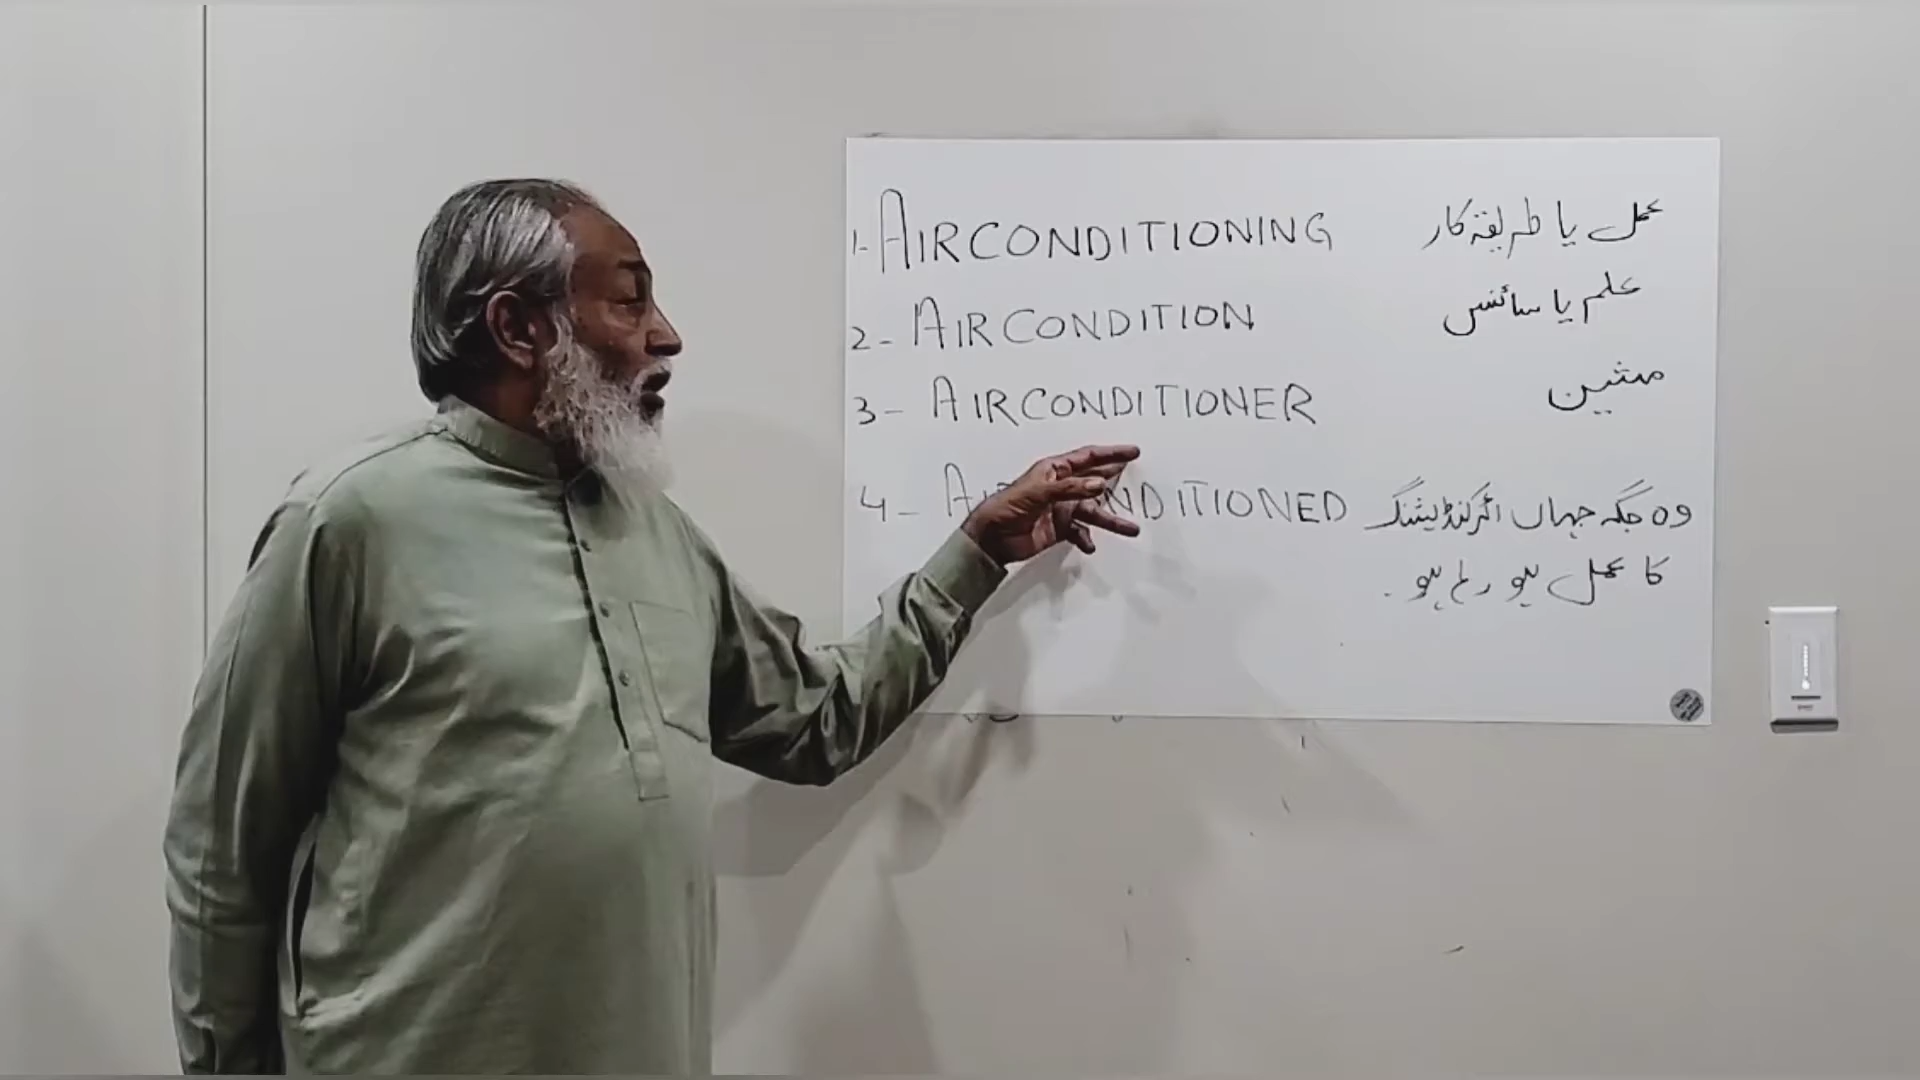 1- AIRCONDITIONING عمل یا طریقہ کار
2- AIRCONDITION علم یا سائنس
3- AIRCONDITIONER مشین
4- CONDITIONED وہ جگہ جہاں ائرکنڈیشنگ
کا عمل ہو رہا ہو۔